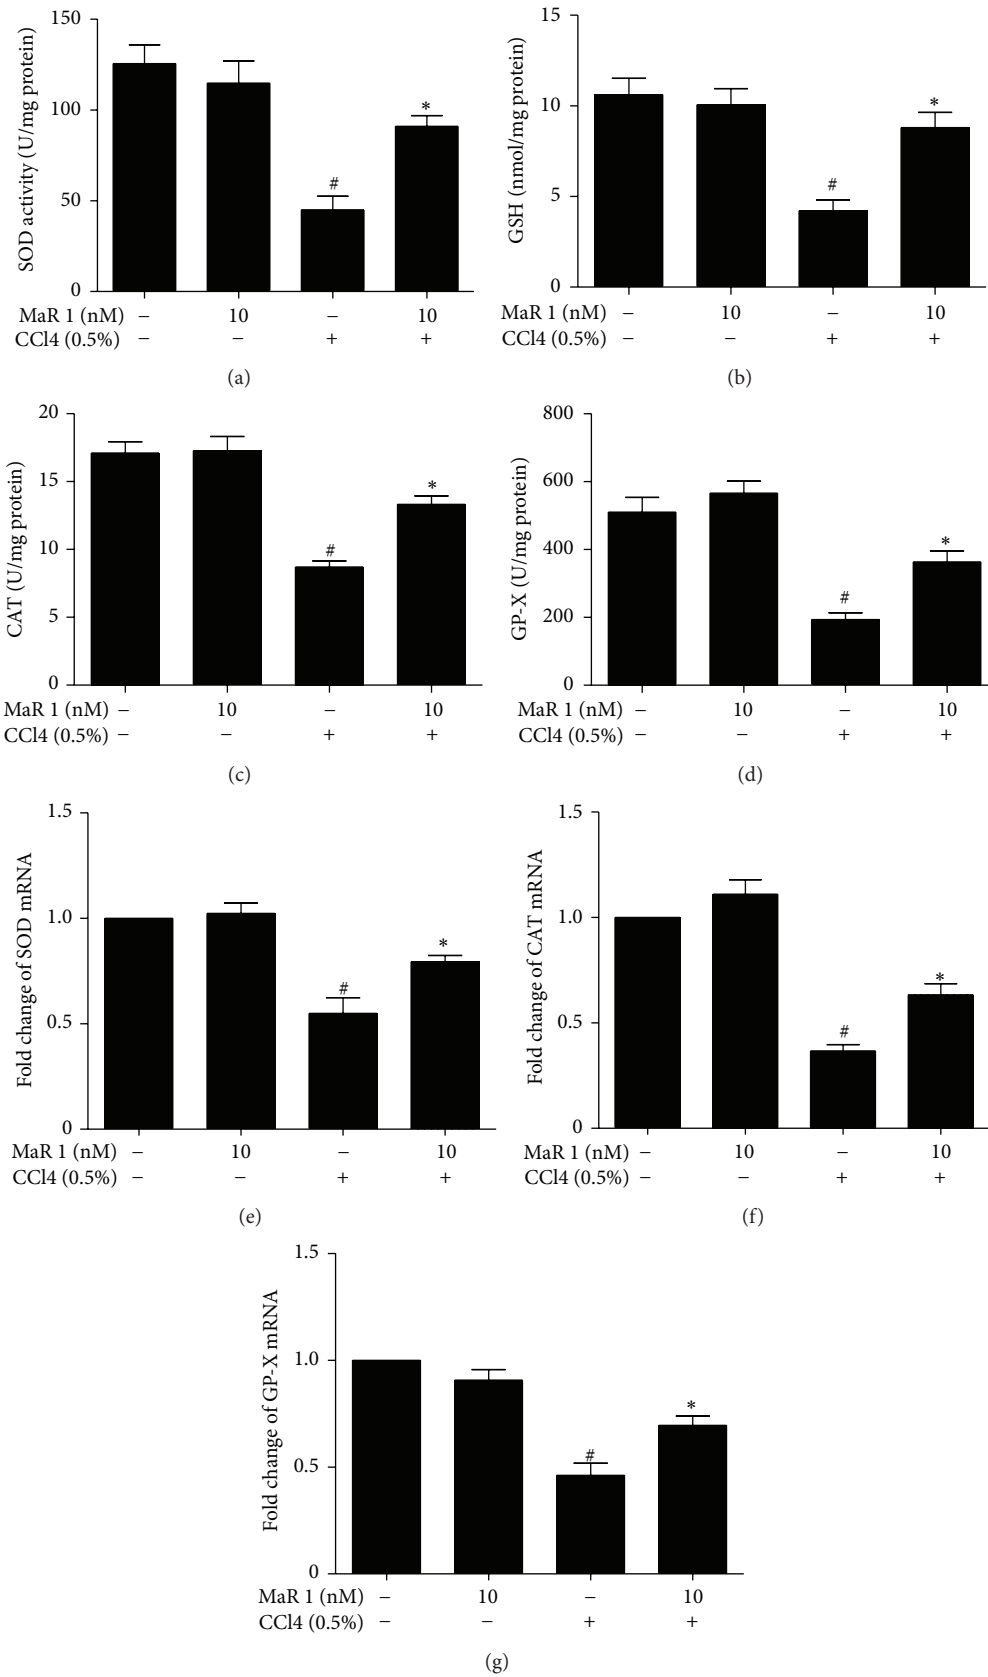 150
100
50
0
SOD activity (U/mg protein)
#
*
MaR 1 (nM) − 10 − 10
CCl4 (0.5%) − − + +
(a)
15
10
5
0
GSH (nmol/mg protein)
#
*
MaR 1 (nM) − 10 − 10
CCl4 (0.5%) − − + +
(b)
20
15
10
5
0
CAT (U/mg protein)
#
*
MaR 1 (nM) − 10 − 10
CCl4 (0.5%) − − + +
(c)
800
600
400
200
0
GP-X (U/mg protein)
#
*
MaR 1 (nM) − 10 − 10
CCl4 (0.5%) − − + +
(d)
1.5
1.0
0.5
0
Fold change of SOD mRNA
#
*
MaR 1 (nM) − 10 − 10
CCl4 (0.5%) − − + +
(e)
1.5
1.0
0.5
0
Fold change of CAT mRNA
#
*
MaR 1 (nM) − 10 − 10
CCl4 (0.5%) − − + +
(f)
1.5
1.0
0.5
0
Fold change of GP-X mRNA
#
*
MaR 1 (nM) − 10 − 10
CCl4 (0.5%) − − + +
(g)